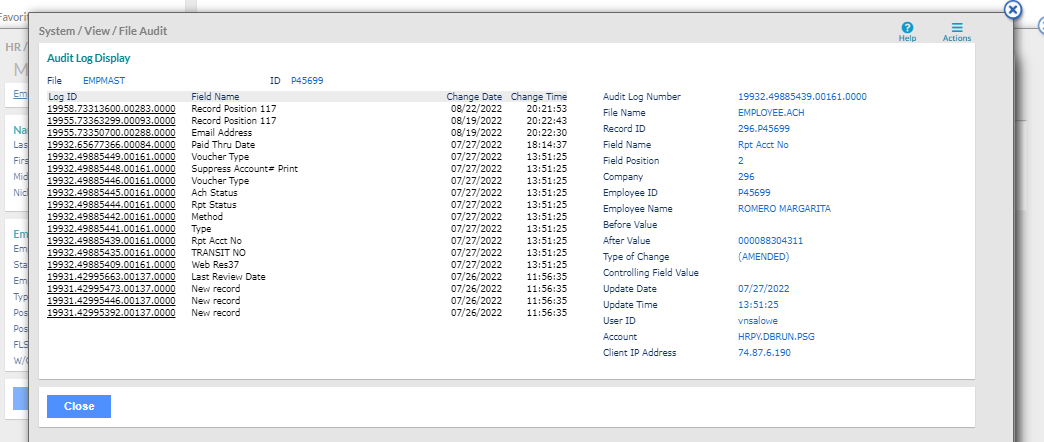 Favori
System / View / File Audit
Help
Actions
HR /
M
Em
Na
Las
Firs
Mid
Nic
Em
Em
Sta
Em
Typ
Pos
Pos
FLS
W/
Audit Log Display
File EMPMAST ID P45699
Log ID Field Name Change Date Change Time
19958.73313600.00283.0000 Record Position 117 08/22/2022 20:21:53
19955.73363299.00093.0000 Record Position 117 08/19/2022 20:22:43
19955.73350700.00288.0000 Email Address 08/19/2022 20:22:30
19932.65677366.00084.0000 Paid Thru Date 07/27/2022 18:14:37
19932.49885449.00161.0000 Voucher Type 07/27/2022 13:51:25
19932.49885448.00161.0000 Suppress Account# Print 07/27/2022 13:51:25
19932.49885446.00161.0000 Voucher Type 07/27/2022 13:51:25
19932.49885445.00161.0000 Ach Status 07/27/2022 13:51:25
19932.49885444.00161.0000 Rpt Status 07/27/2022 13:51:25
19932.49885442.00161.0000 Method 07/27/2022 13:51:25
19932.49885441.00161.0000 Type 07/27/2022 13:51:25
19932.49885439.00161.0000 Rpt Acct No 07/27/2022 13:51:25
19932.49885435.00161.0000 TRANSIT NO 07/27/2022 13:51:25
19932.49885409.00161.0000 Web Res37 07/27/2022 13:51:25
19931.42995663.00137.0000 Last Review Date 07/26/2022 11:56:35
19931.42995473.00137.0000 New record 07/26/2022 11:56:35
19931.42995446.00137.0000 New record 07/26/2022 11:56:35
19931.42995392.00137.0000 New record 07/26/2022 11:56:35
Audit Log Number 19932.49885439.00161.0000
File Name EMPLOYEE.ACH
Record ID 296.P45699
Field Name Rpt Acct No
Field Position 2
Company 296
Employee ID P45699
Employee Name ROMERO MARGARITA
Before Value
After Value 000088304311
Type of Change (AMENDED)
Controlling Field Value
Update Date 07/27/2022
Update Time 13:51:25
User ID vnsalowe
Account HRPY.DBRUN.PSG
Client IP Address 74.87.6.190
Close